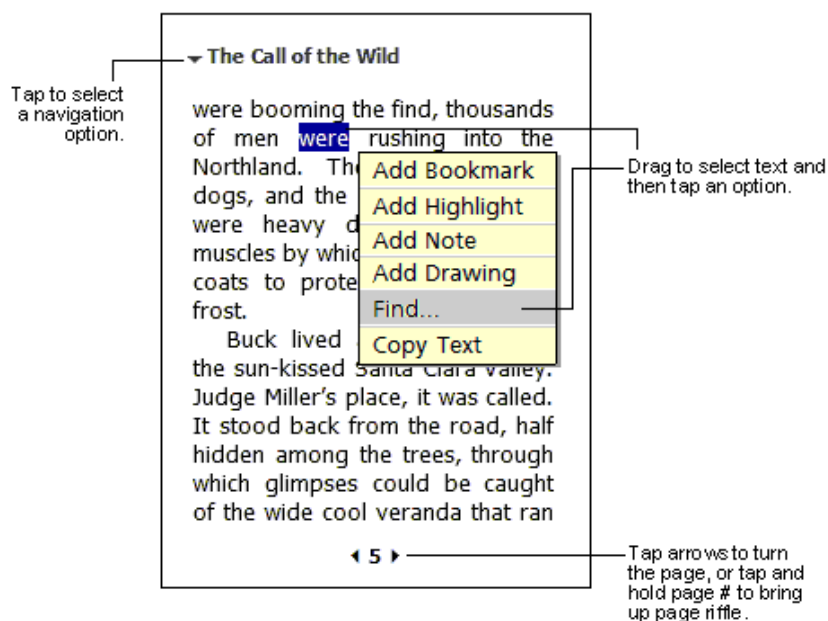 The Call of the Wild
Tap to select
a navigation
option.
were booming the find, thousands
of men were rushing into the
Northland. The
dogs, and the
were heavy d
muscles by whic
coats to prote
frost.
Add Bookmark
Add Highlight
Add Note
Add Drawing
Find...
Copy Text
Drag to select text and
then tap an option.
Buck lived
the sun-kissed Santa Clara Valley.
Judge Miller's place, it was called.
It stood back from the road, half
hidden among the trees, through
which glimpses could be caught
of the wide cool veranda that ran
5
Tap arrows to turn
the page, or tap and
hold page # to bring
up page riffle.